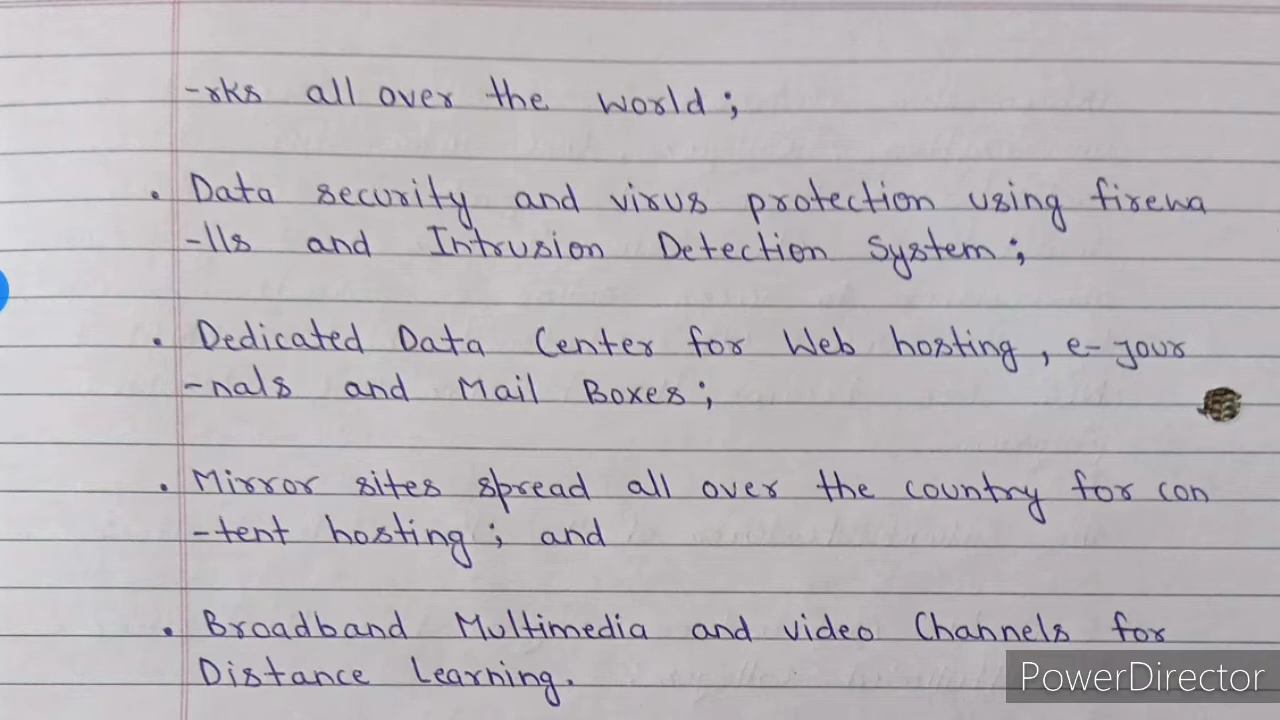 -rks all over the world;
• Data security and virus protection using firewa
-lls and Intrusion Detection System;
• Dedicated Data Center for Web hosting, e-jour
-nals and Mail Boxes;
• Mirror sites spread all over the country for con
-tent hosting; and
• Broadband Multimedia and video Channels for
Distance Learning.
PowerDirector